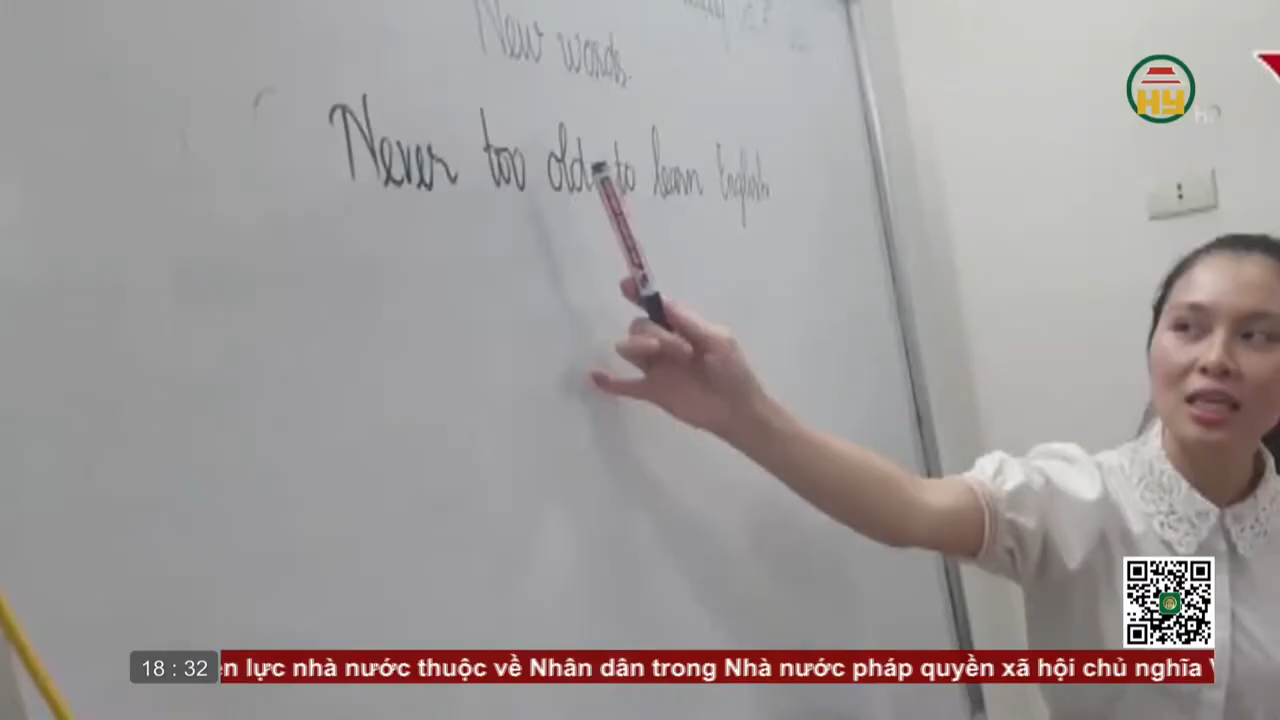 New words.
Never too old to learn English
HY
18 : 32
ện lực nhà nước thuộc về Nhân dân trong Nhà nước pháp quyền xã hội chủ nghĩa V